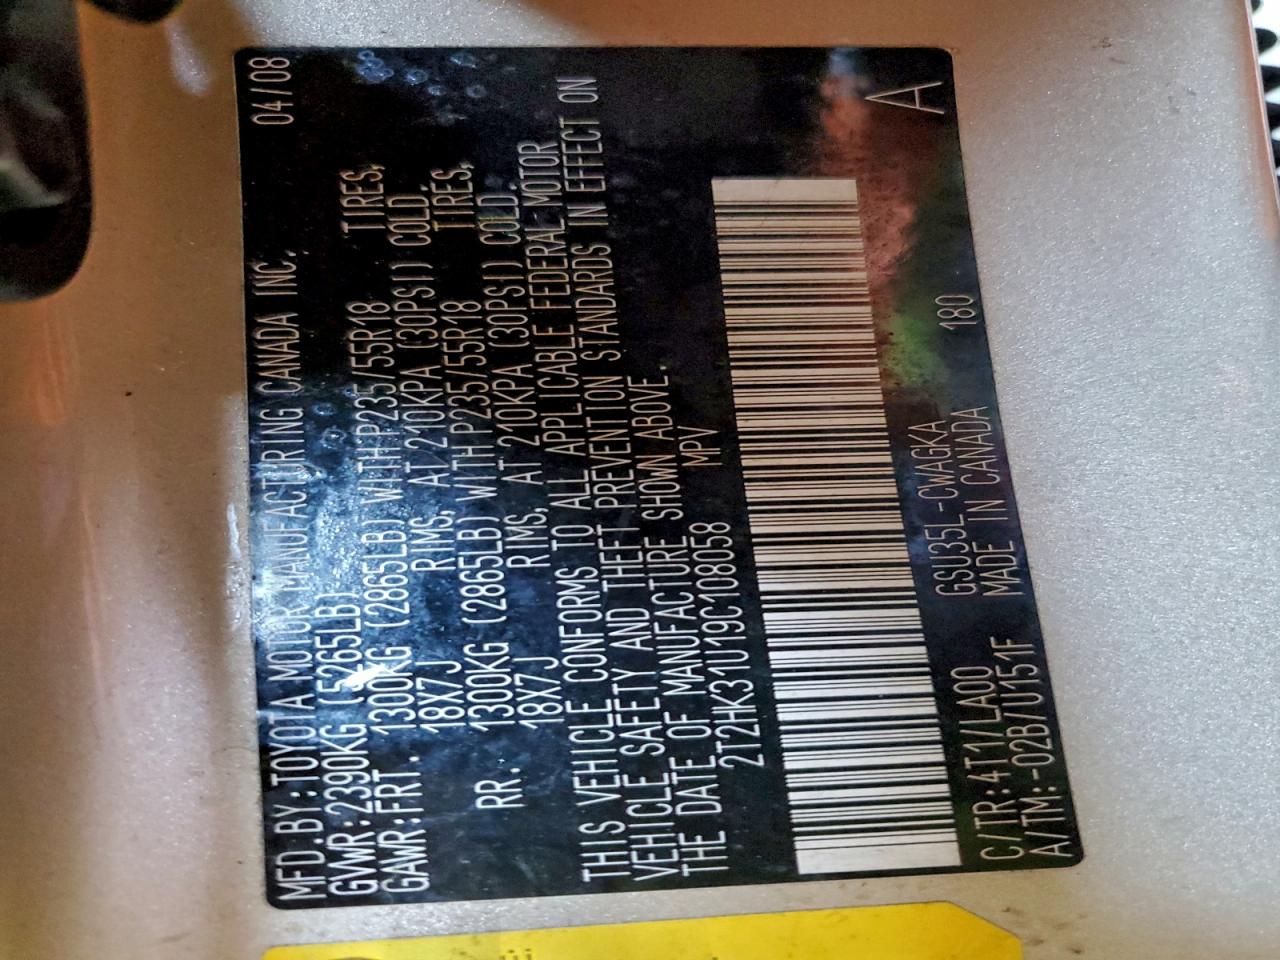 MFD.BY:TOYOTA MOTOR MANUFACTURING CANADA INC. 04/08
GVWR:2390KG (5265LB)
GAWR:FRT. 1300KG (2865LB) WITH P235/55R18 TIRES,
18X7J RIMS, AT 210KPA (30PSI) COLD.
RR. 1300KG (2865LB) WITH P235/55R18 TIRES,
18X7J RIMS, AT 210KPA (30PSI) COLD.
THIS VEHICLE CONFORMS TO ALL APPLICABLE FEDERAL MOTOR
VEHICLE SAFETY AND THEFT PREVENTION STANDARDS IN EFFECT ON
THE DATE OF MANUFACTURE SHOWN ABOVE.
2T2HK31U19C108058 MPV
A
C/TR:4T1/LA00 GSU35L-CWAGKA 180
A/TM:-02B/U151F MADE IN CANADA